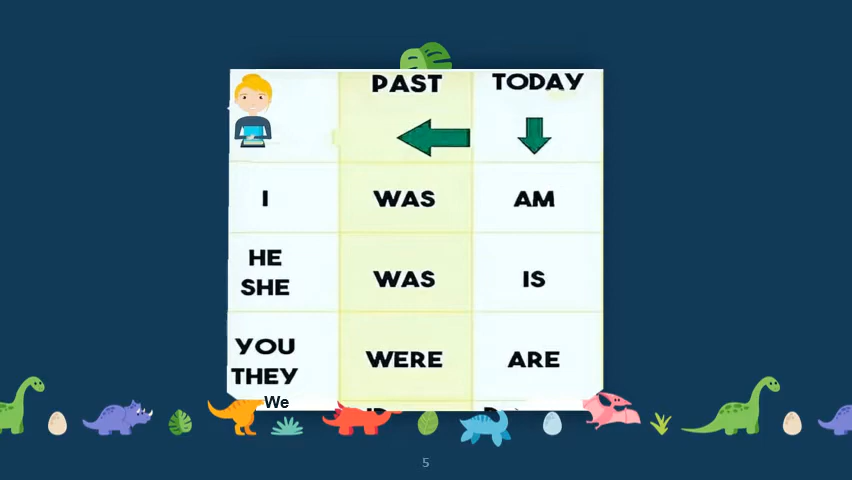 PAST TODAY
I WAS AM
HE
SHE WAS IS
YOU
THEY WERE ARE
We
5